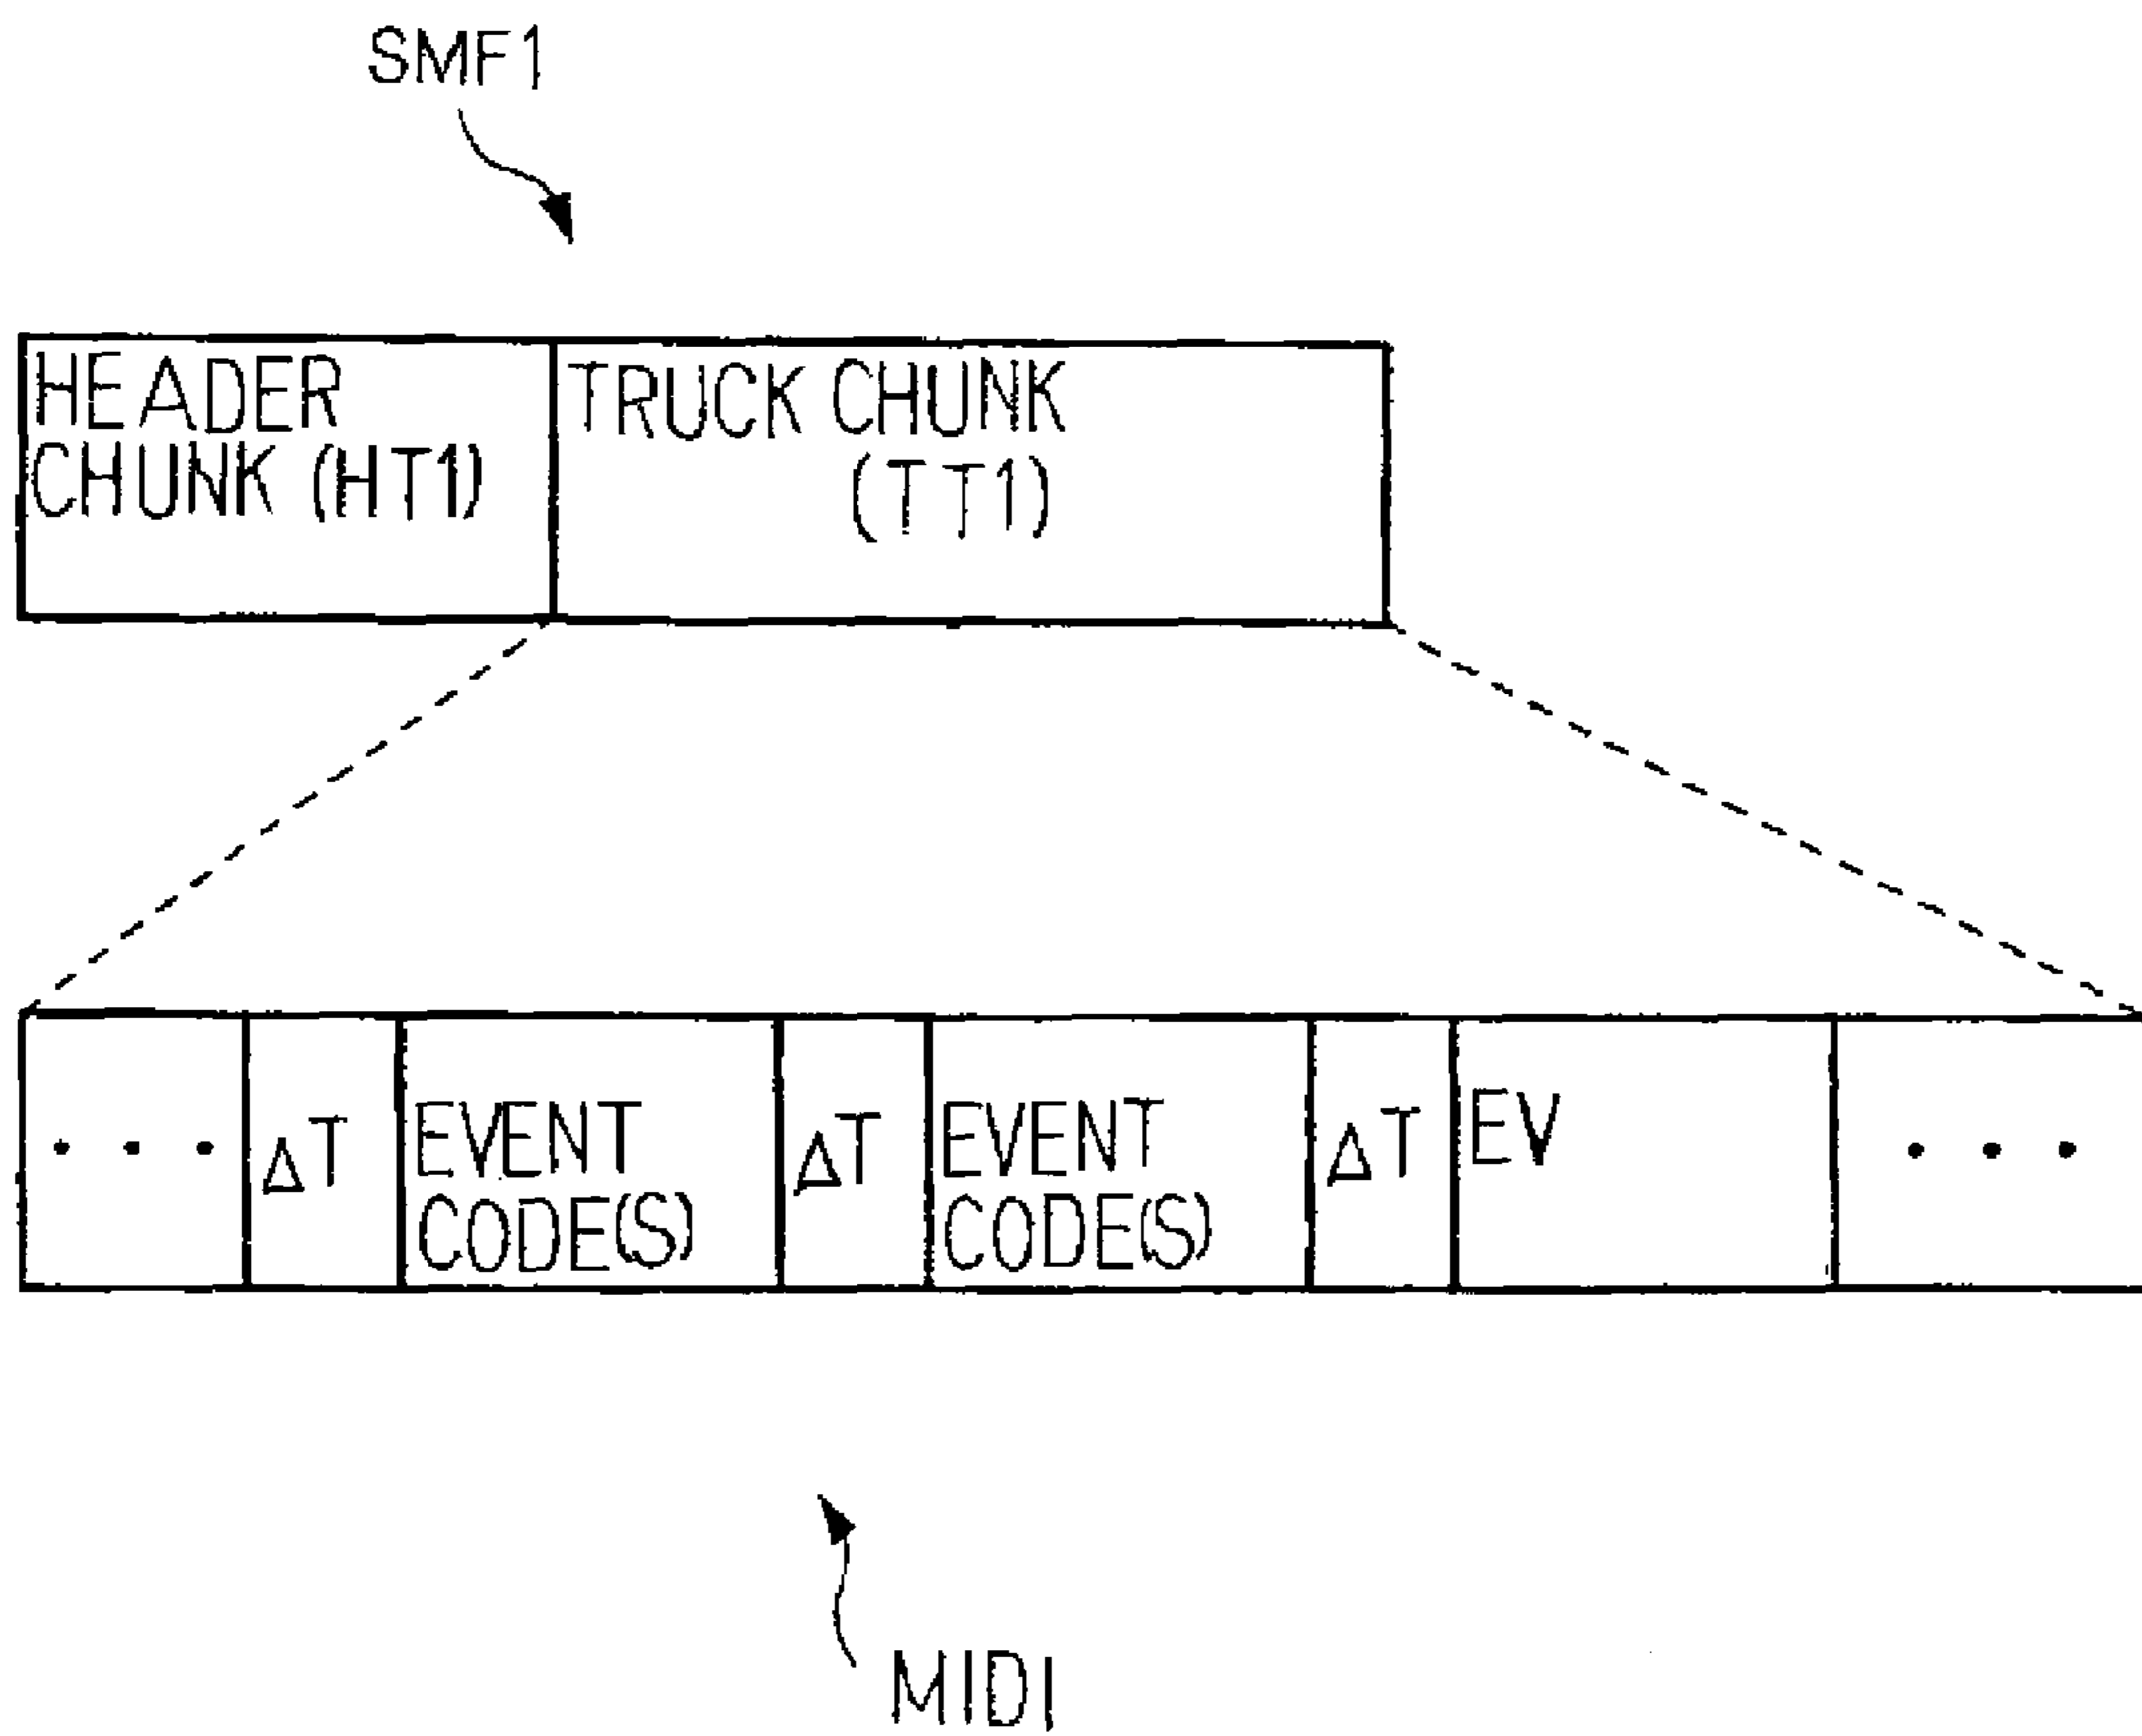 SMF1
HEADER
CHUNK (HT1)
TRUCK CHUNK
(TT1)
. . .
ΔT
EVENT
CODE(S)
ΔT
EVENT
CODE(S)
ΔT
EV
. . .
MIDI